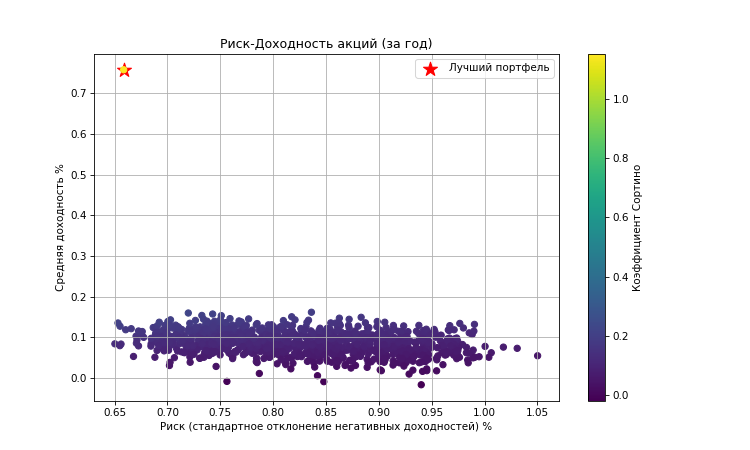 Риск-Доходность акций (за год)
Лучший портфель
Средняя доходность %
0.7
0.6
0.5
0.4
0.3
0.2
0.1
0.0
0.65 0.70 0.75 0.80 0.85 0.90 0.95 1.00 1.05
Риск (стандартное отклонение негативных доходностей) %
1.0
0.8
0.6
0.4
0.2
0.0
Коэффициент Сортино